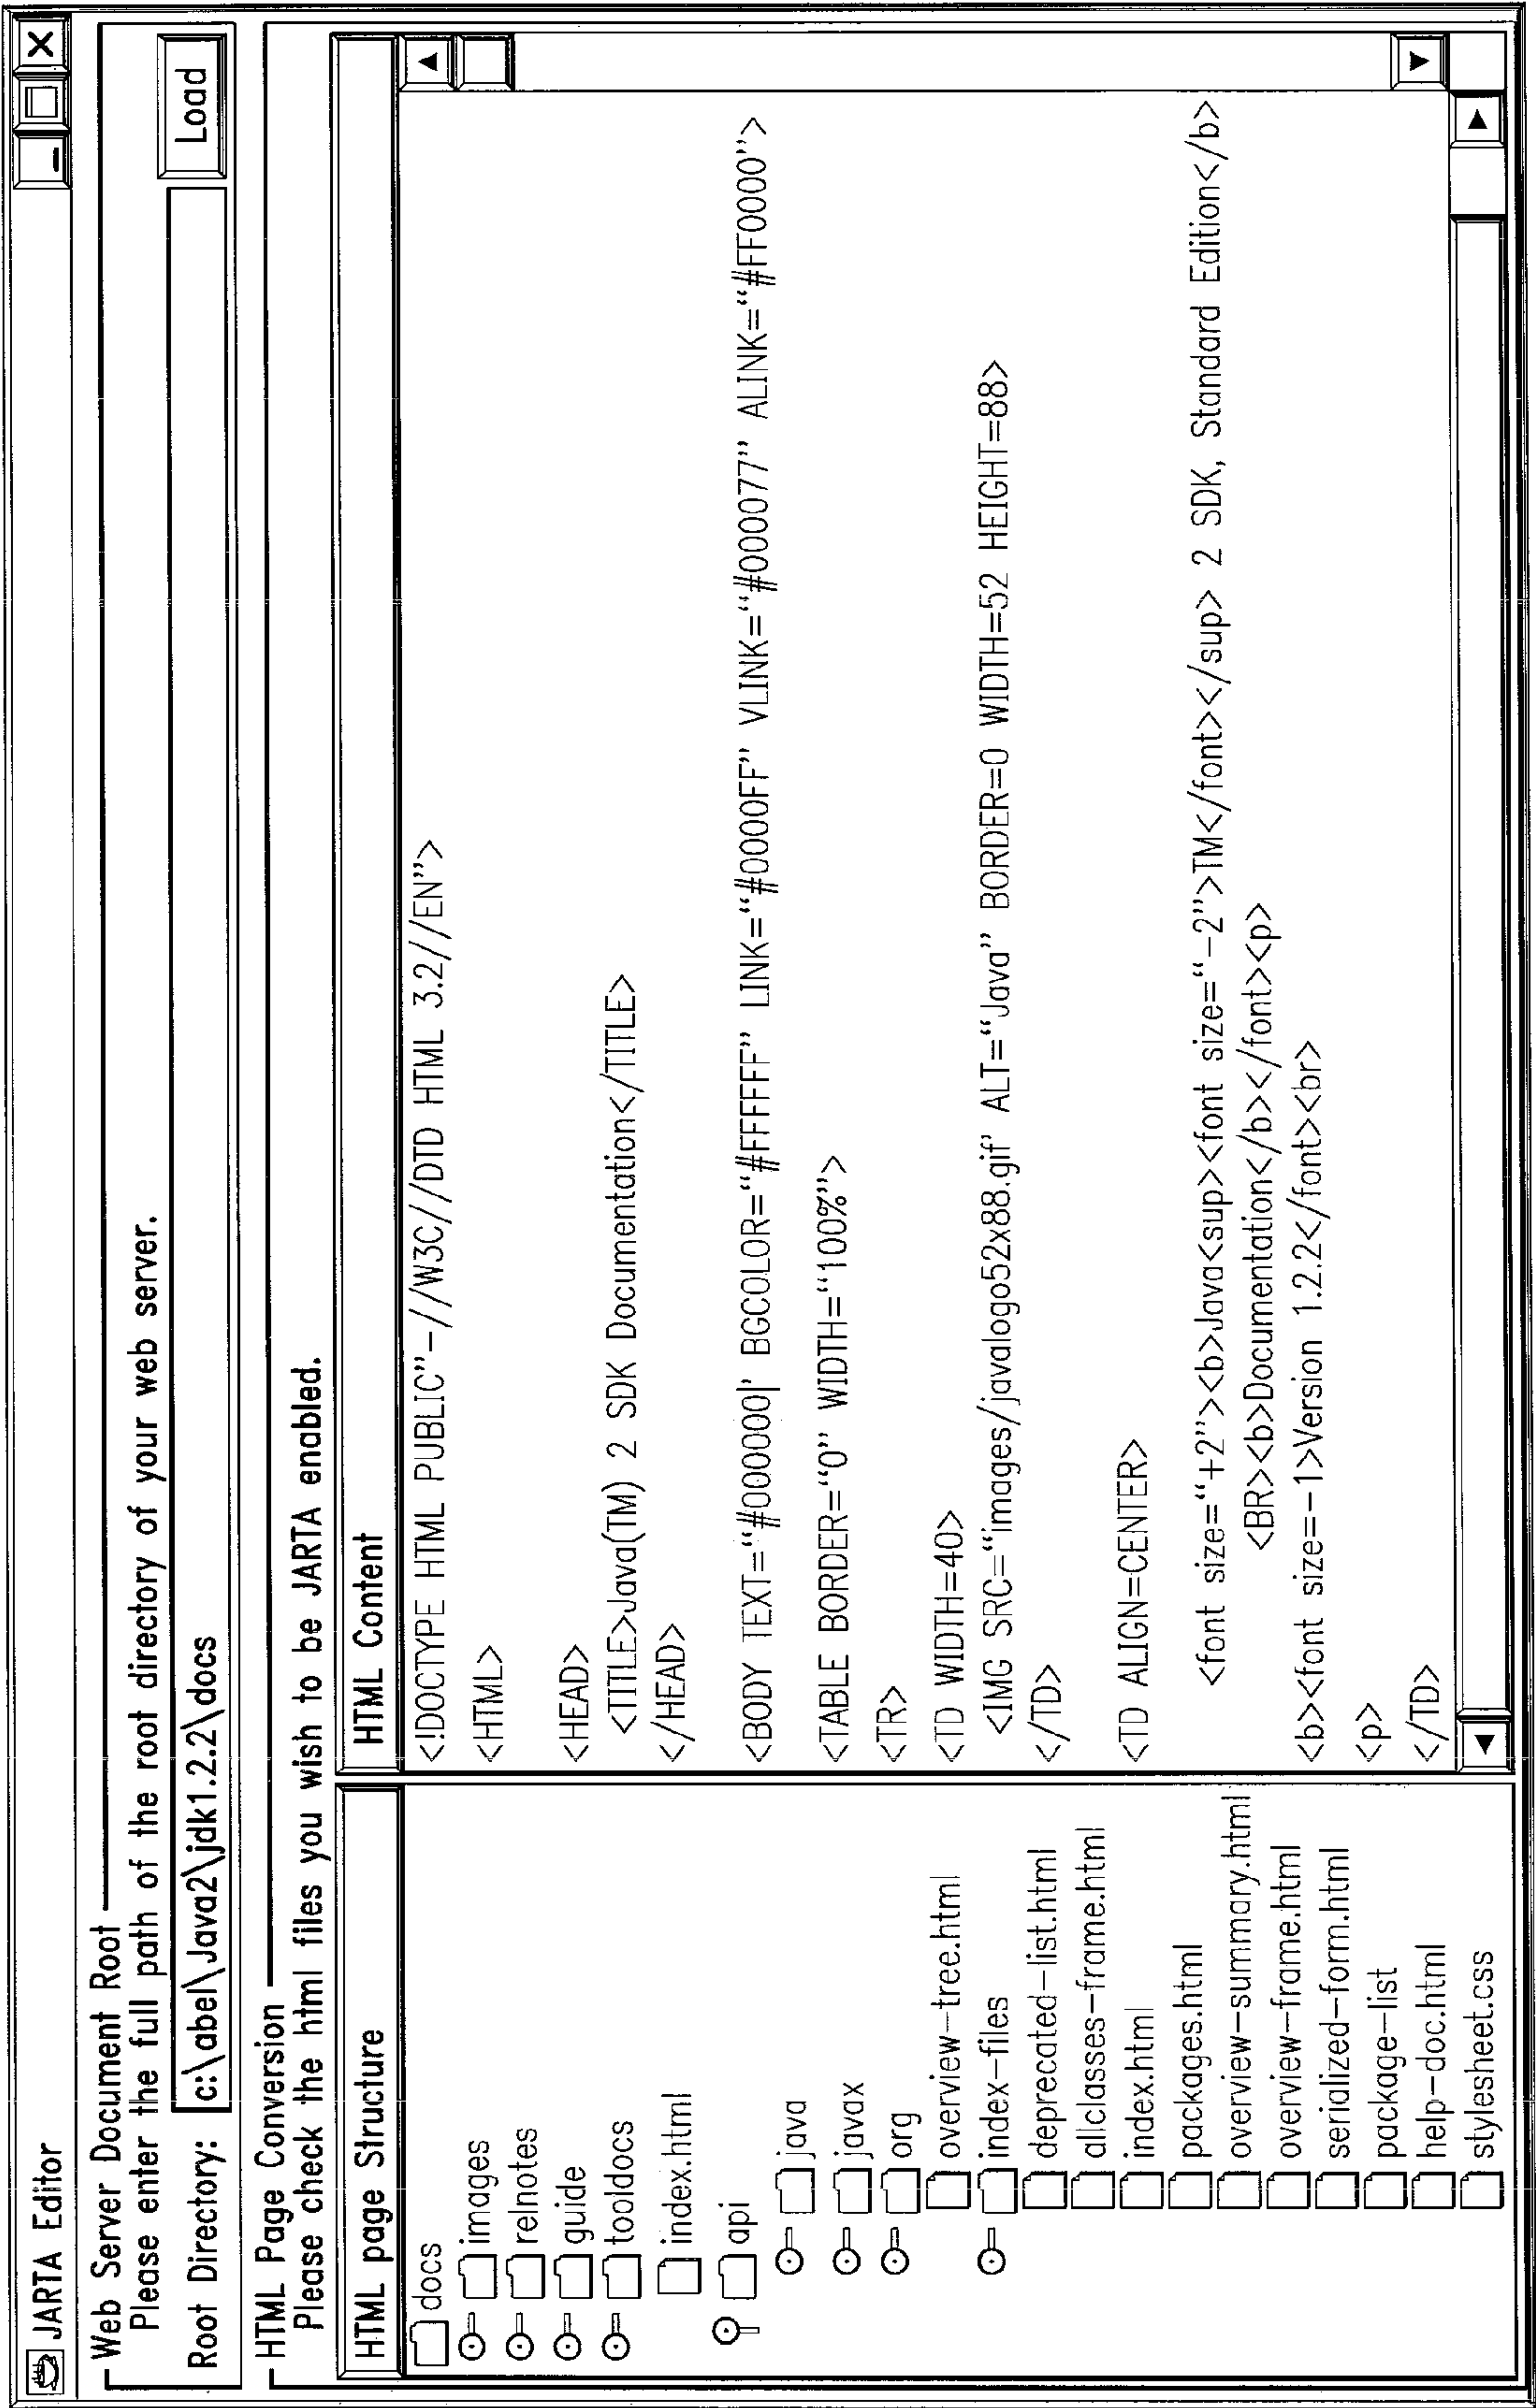 JARTA Editor
Web Server Document Root
Please enter the full path of the root directory of your web server.
Root Directory: c:\abel\Java2\jdk1.2.2\docs
Load
HTML Page Conversion
Please check the html files you wish to be JARTA enabled.
HTML page Structure
docs
images
relnotes
guide
tooldocs
index.html
api
java
javax
org
overview-tree.html
index-files
deprecated-list.html
allclasses-frame.html
index.html
packages.html
overview-summary.html
overview-frame.html
serialized-form.html
package-list
help-doc.html
stylesheet.css
HTML Content
<!DOCTYPE HTML PUBLIC"-//W3C//DTD HTML 3.2//EN">
<HTML>
<HEAD>
<TITLE>Java(TM) 2 SDK Documentation</TITLE>
</HEAD>
<BODY TEXT="#000000|' BGCOLOR="#FFFFFF" LINK="#0000FF" VLINK="#000077" ALINK="#FF0000">
<TABLE BORDER="0" WIDTH="100%">
<TR>
<TD WIDTH=40>
<IMG SRC="images/javalogo52x88.gif' ALT="Java" BORDER=0 WIDTH=52 HEIGHT=88>
</TD>
<TD ALIGN=CENTER>
<font size="+2"><b>Java<sup><font size="-2">TM</font></sup> 2 SDK, Standard Edition</b>
<BR><b>Documentation</b></font><p>
<b><font size=-1>Version 1.2.2</font><br>
<p>
</TD>